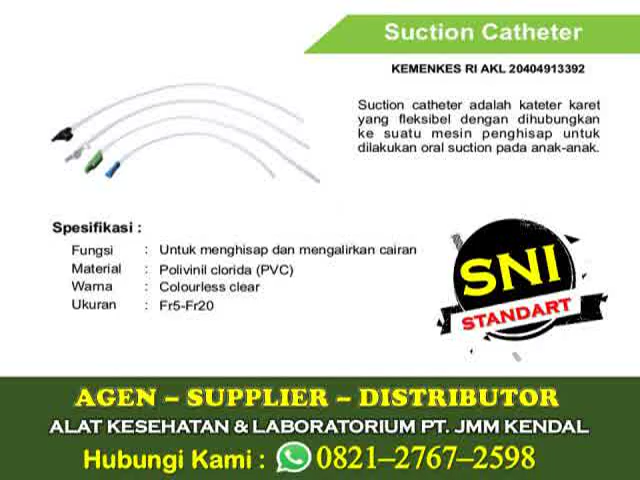 Suction Catheter
KEMENKES RI AKL 20404913392
Suction catheter adalah kateter karet
yang fleksibel dengan dihubungkan
ke suatu mesin penghisap untuk
dilakukan oral suction pada anak-anak.
Spesifikasi :
Fungsi : Untuk menghisap dan mengalirkan cairan
Material : Polivinil clorida (PVC)
Warna : Colourless clear
Ukuran : Fr5-Fr20
SNI
STANDART
AGEN – SUPPLIER – DISTRIBUTOR
ALAT KESEHATAN & LABORATORIUM PT. JMM KENDAL
Hubungi Kami : 0821–2767–2598